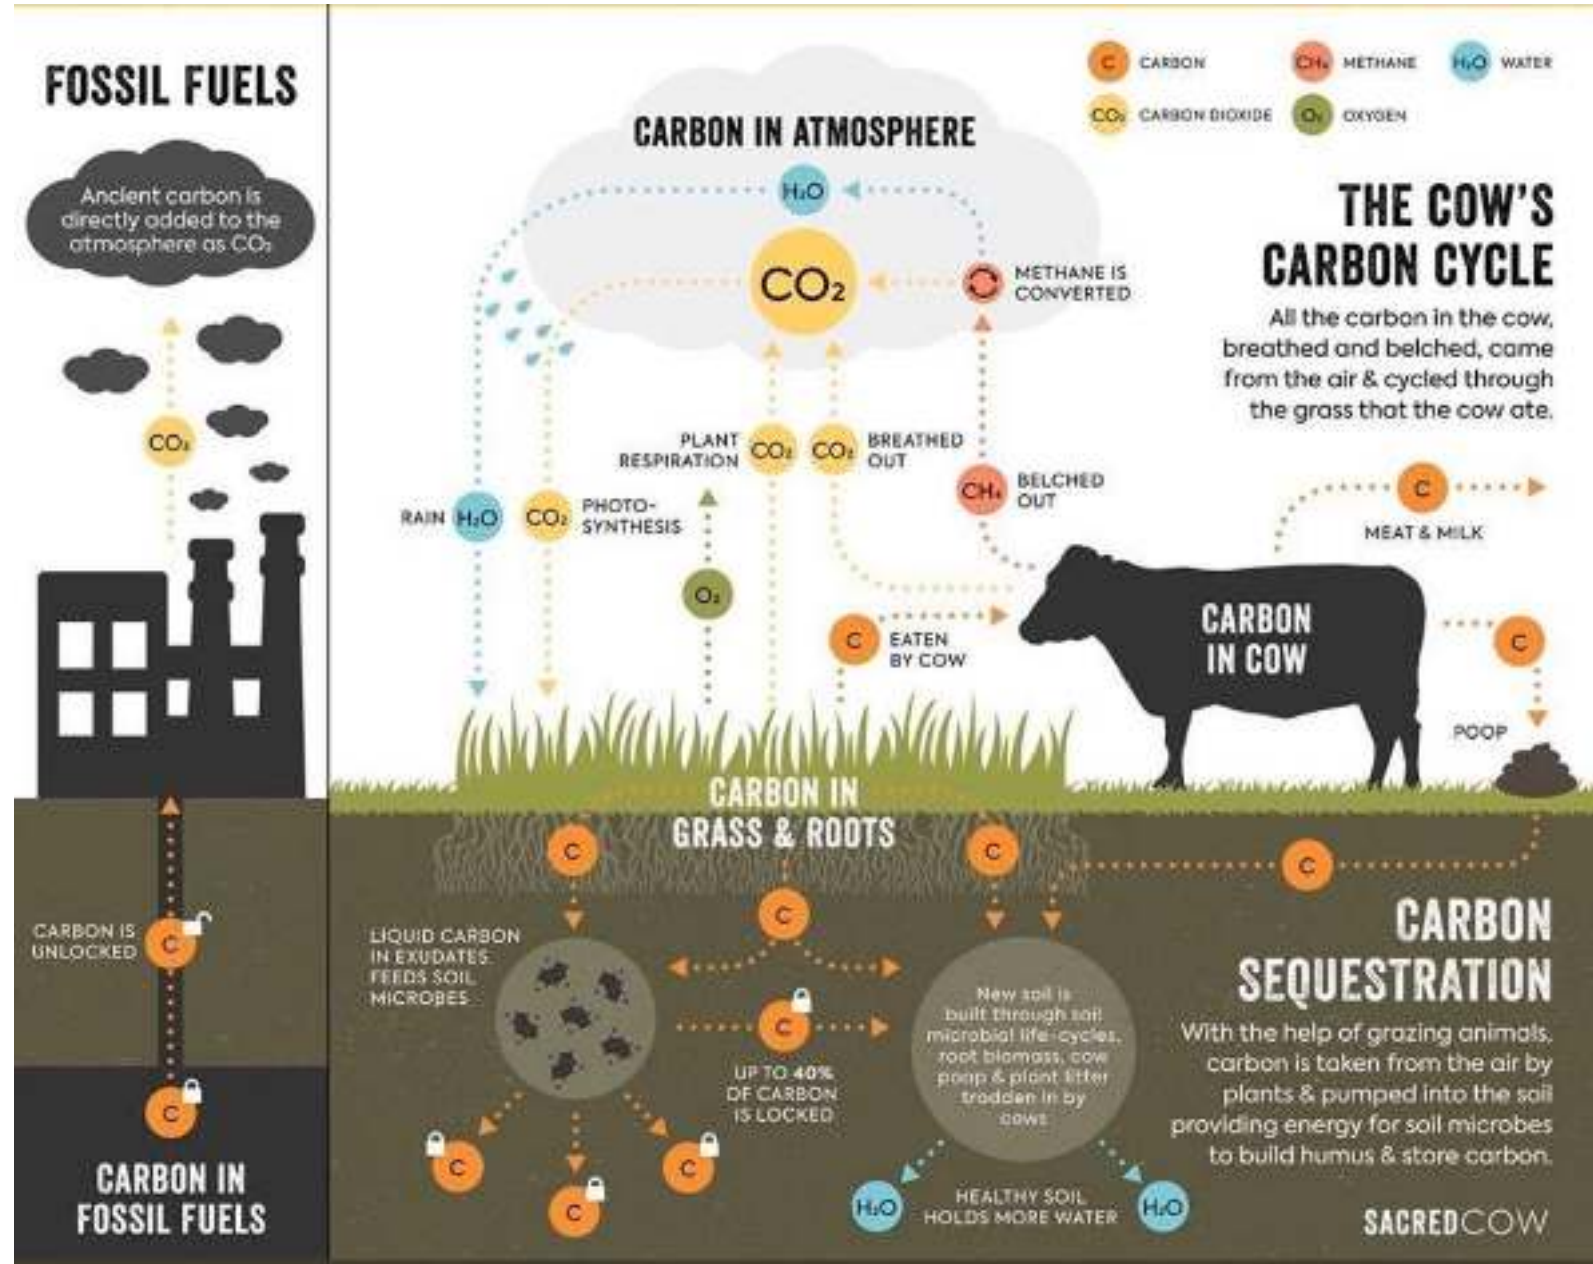 FOSSIL FUELS
Ancient carbon is
directly added to the
atmosphere as CO₂
CO₂
CARBON IS
UNLOCKED
C
C
CARBON IN
FOSSIL FUELS
C CARBON
CH₄ METHANE
H₂O WATER
CO₂ CARBON DIOXIDE
O₂ OXYGEN
CARBON IN ATMOSPHERE
H₂O
CO₂
METHANE IS
CONVERTED
THE COW'S
CARBON CYCLE
All the carbon in the cow,
breathed and belched, came
from the air & cycled through
the grass that the cow ate.
PLANT
RESPIRATION
CO₂
CO₂
BREATHED
OUT
CH₄
BELCHED
OUT
RAIN
H₂O
CO₂
PHOTO-
SYNTHESIS
O₂
C
EATEN
BY COW
C
MEAT & MILK
CARBON
IN COW
C
POOP
CARBON IN
GRASS & ROOTS
C
C
C
C
LIQUID CARBON
IN EXUDATES
FEEDS SOIL
MICROBES
C
UP TO 40%
OF CARBON
IS LOCKED
New soil is
built through soil
microbial life-cycles,
root biomass, cow
poop & plant litter
trodden in by
cows
C
C
C
H₂O
HEALTHY SOIL
HOLDS MORE WATER
H₂O
CARBON
SEQUESTRATION
With the help of grazing animals,
carbon is taken from the air by
plants & pumped into the soil
providing energy for soil microbes
to build humus & store carbon.
SACREDCOW